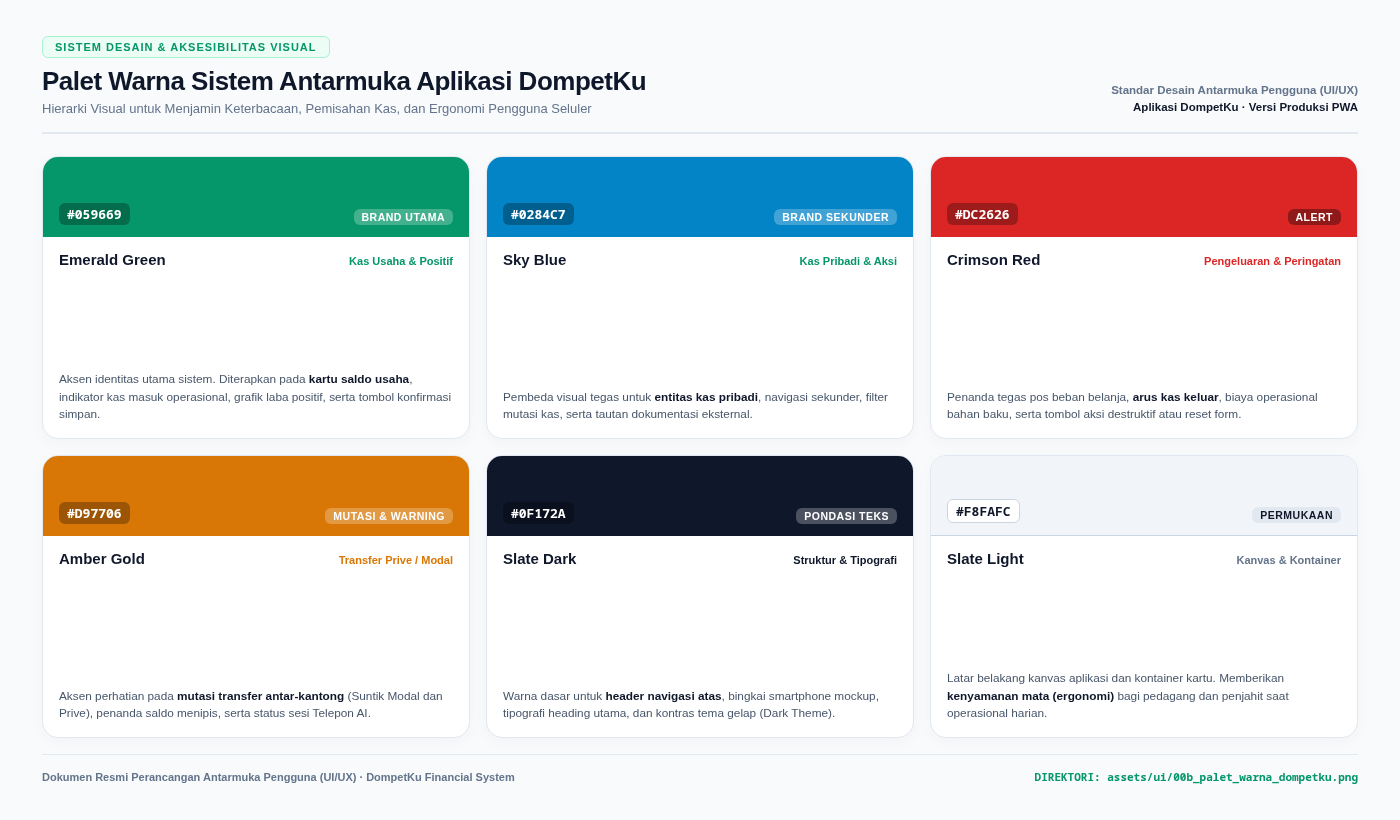 SISTEM DESAIN & AKSESIBILITAS VISUAL
Palet Warna Sistem Antarmuka Aplikasi DompetKu
Hierarki Visual untuk Menjamin Keterbacaan, Pemisahan Kas, dan Ergonomi Pengguna Seluler
Standar Desain Antarmuka Pengguna (UI/UX)
Aplikasi DompetKu · Versi Produksi PWA
#059669
BRAND UTAMA
Emerald Green
Kas Usaha & Positif
Aksen identitas utama sistem. Diterapkan pada kartu saldo usaha,
indikator kas masuk operasional, grafik laba positif, serta tombol konfirmasi
simpan.
#0284C7
BRAND SEKUNDER
Sky Blue
Kas Pribadi & Aksi
Pembeda visual tegas untuk entitas kas pribadi, navigasi sekunder, filter
mutasi kas, serta tautan dokumentasi eksternal.
#DC2626
ALERT
Crimson Red
Pengeluaran & Peringatan
Penanda tegas pos beban belanja, arus kas keluar, biaya operasional
bahan baku, serta tombol aksi destruktif atau reset form.
#D97706
MUTASI & WARNING
Amber Gold
Transfer Prive / Modal
Aksen perhatian pada mutasi transfer antar-kantong (Suntik Modal dan
Prive), penanda saldo menipis, serta status sesi Telepon AI.
#0F172A
PONDASI TEKS
Slate Dark
Struktur & Tipografi
Warna dasar untuk header navigasi atas, bingkai smartphone mockup,
tipografi heading utama, dan kontras tema gelap (Dark Theme).
#F8FAFC
PERMUKAAN
Slate Light
Kanvas & Kontainer
Latar belakang kanvas aplikasi dan kontainer kartu. Memberikan
kenyamanan mata (ergonomi) bagi pedagang dan penjahit saat
operasional harian.
Dokumen Resmi Perancangan Antarmuka Pengguna (UI/UX) · DompetKu Financial System
DIREKTORI: assets/ui/00b_palet_warna_dompetku.png